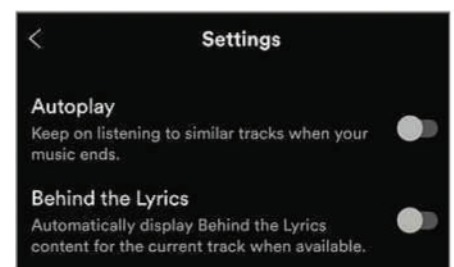 Settings
Autoplay
Keep on listening to similar tracks when your
music ends.
Behind the Lyrics
Automatically display Behind the Lyrics
content for the current track when available.